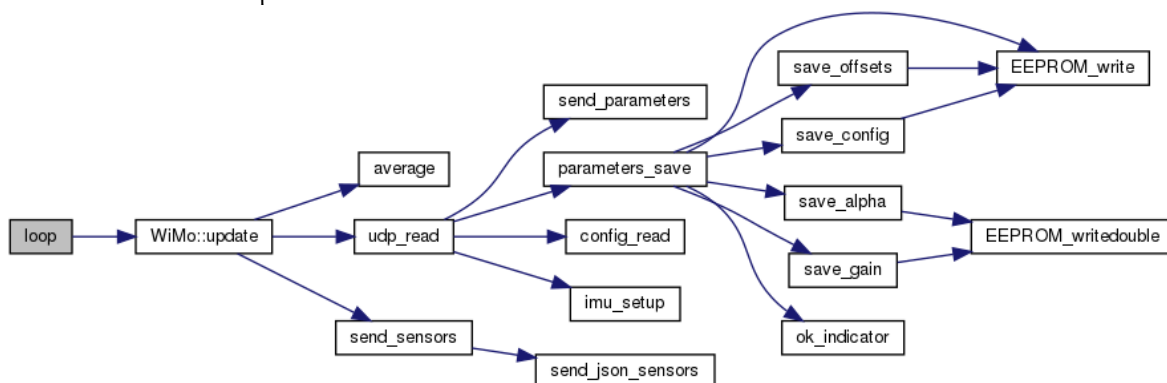 loop
WiMo::update
average
udp_read
send_sensors
send_parameters
parameters_save
config_read
imu_setup
send_json_sensors
save_offsets
save_config
save_alpha
save_gain
ok_indicator
EEPROM_write
EEPROM_writedouble